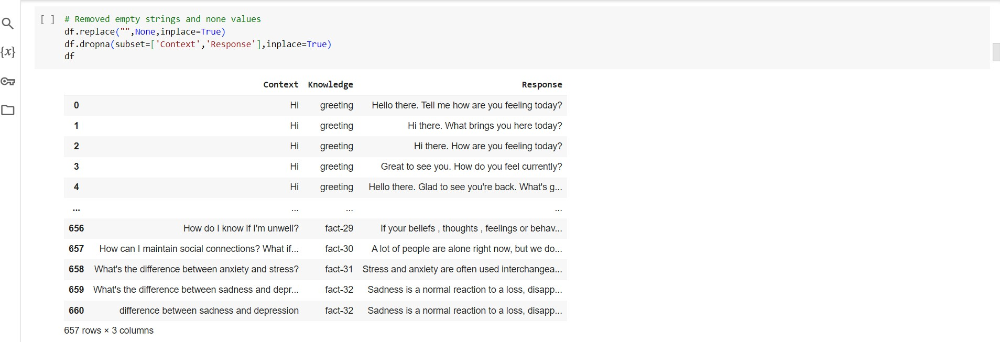 [ ] # Removed empty strings and none values
df.replace("",None,inplace=True)
{x} df.dropna(subset=['Context','Response'],inplace=True)
df
Context Knowledge Response
0 Hi greeting Hello there. Tell me how are you feeling today?
1 Hi greeting Hi there. What brings you here today?
2 Hi greeting Hi there. How are you feeling today?
3 Hi greeting Great to see you. How do you feel currently?
4 Hi greeting Hello there. Glad to see you're back. What's g...
... ... ... ...
656 How do I know if I'm unwell? fact-29 If your beliefs , thoughts , feelings or behav...
657 How can I maintain social connections? What if... fact-30 A lot of people are alone right now, but we do...
658 What's the difference between anxiety and stress? fact-31 Stress and anxiety are often used interchangea...
659 What's the difference between sadness and depr... fact-32 Sadness is a normal reaction to a loss, disapp...
660 difference between sadness and depression fact-32 Sadness is a normal reaction to a loss, disapp...
657 rows × 3 columns